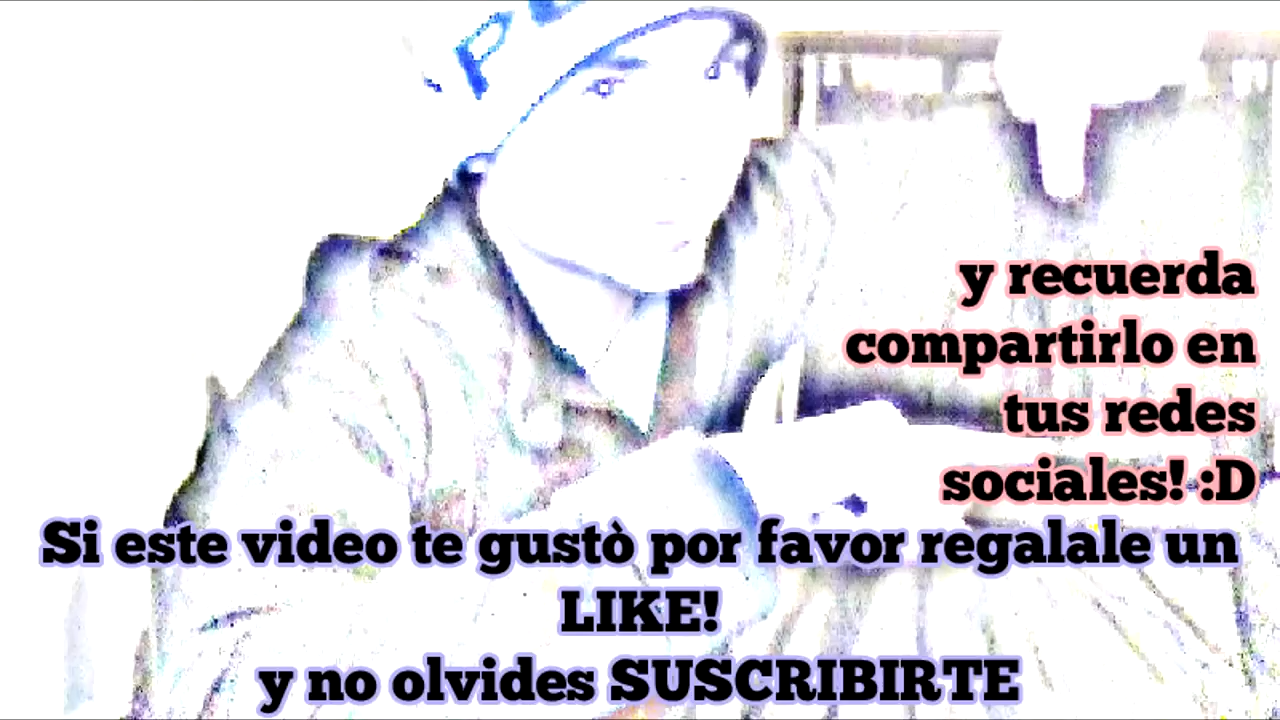 y recuerda
compartirlo en
tus redes
sociales! :D
Si este video te gustò por favor regalale un
LIKE!
y no olvides SUSCRIBIRTE